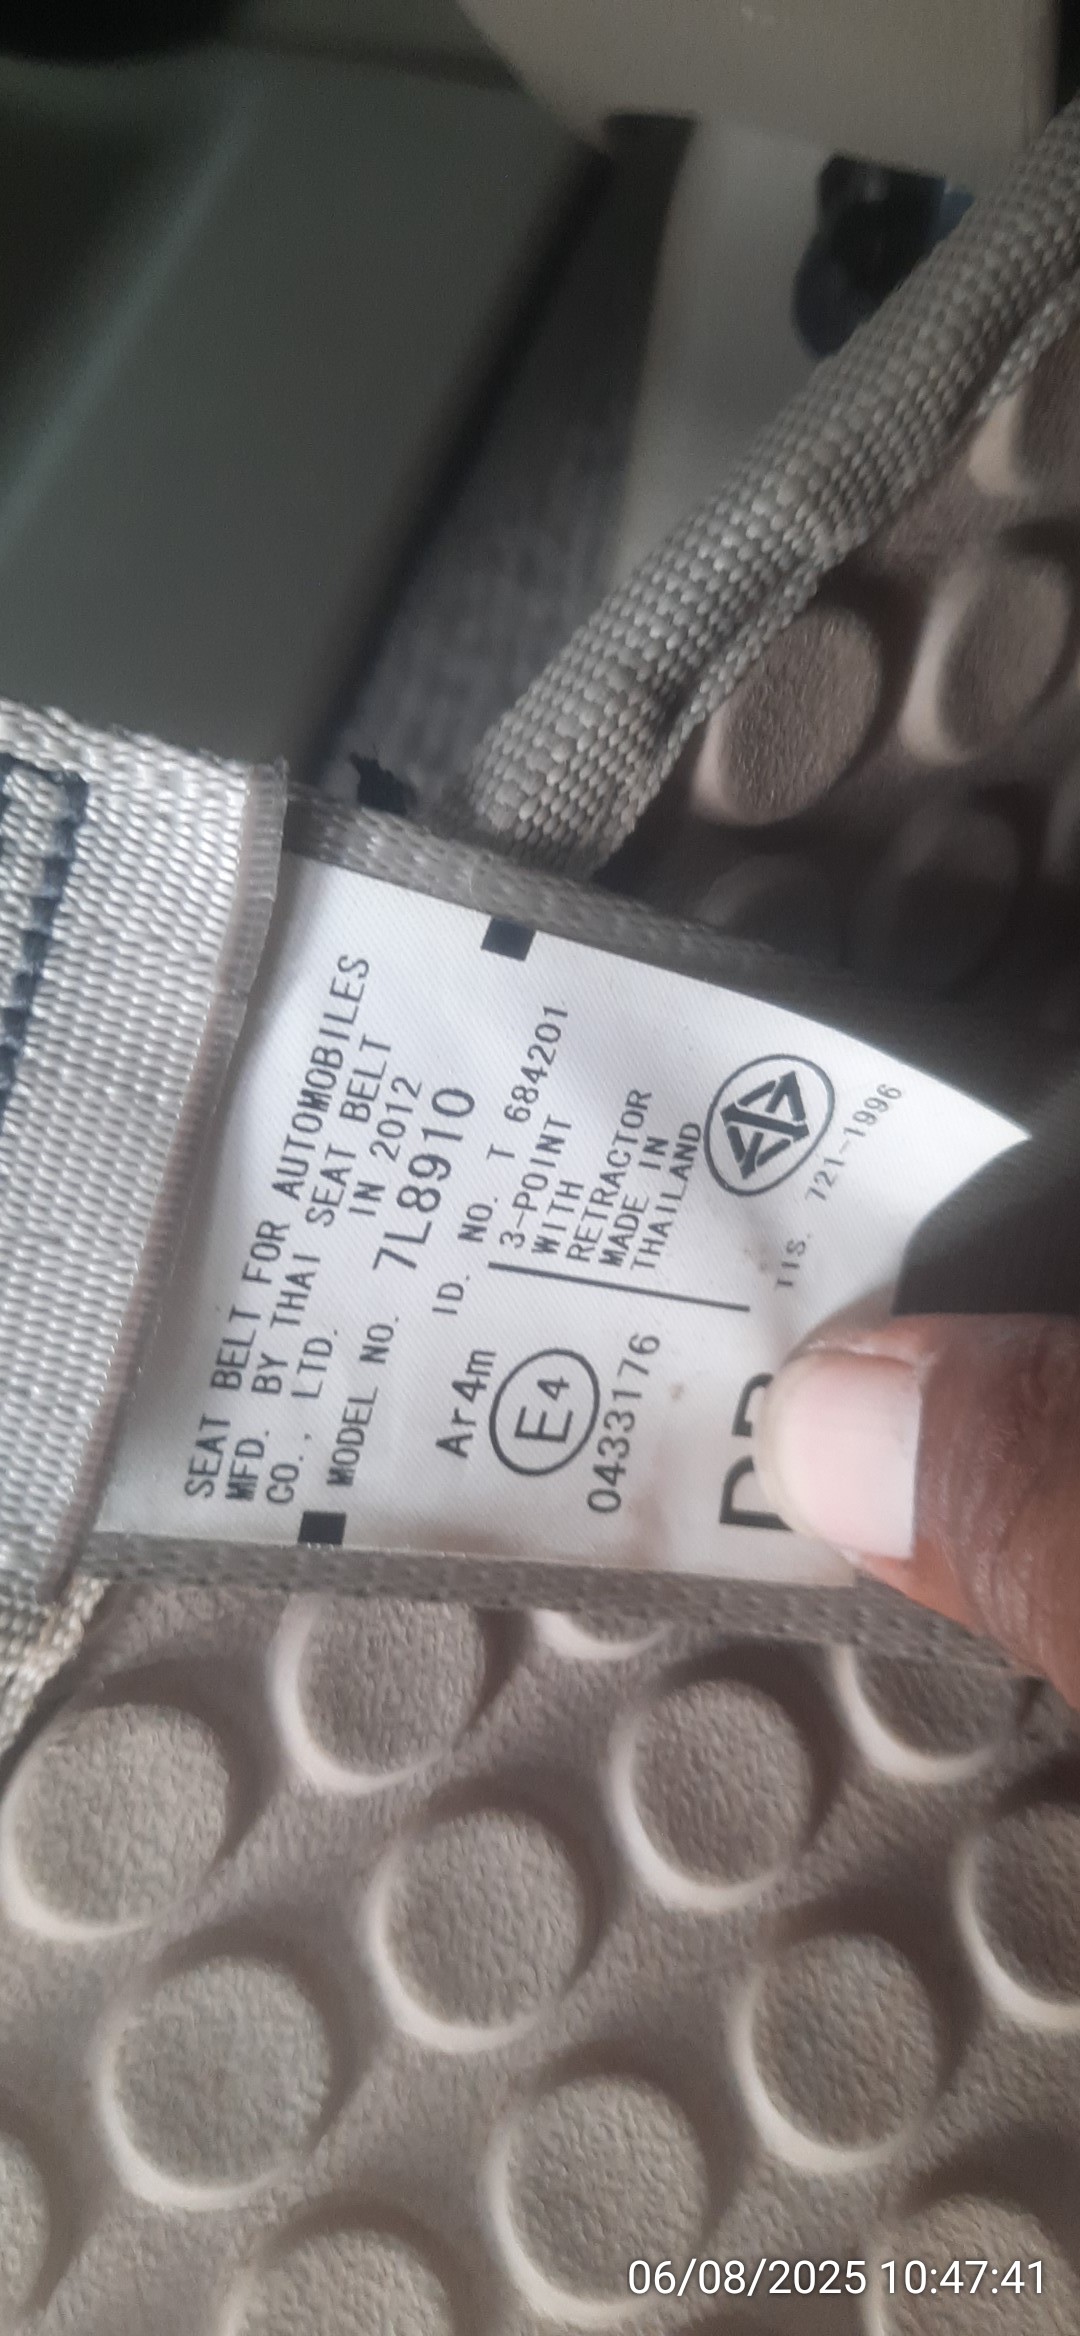 SEAT BELT FOR AUTOMOBILES
MFD. BY THAI SEAT BELT
CO., LTD. IN 2012
MODEL NO. 7L8910
ID. NO. T 684201
Ar4m
E4
0433176
3-POINT
WITH
RETRACTOR
MADE IN
THAILAND
TIS. 721-1996
06/08/2025 10:47:41